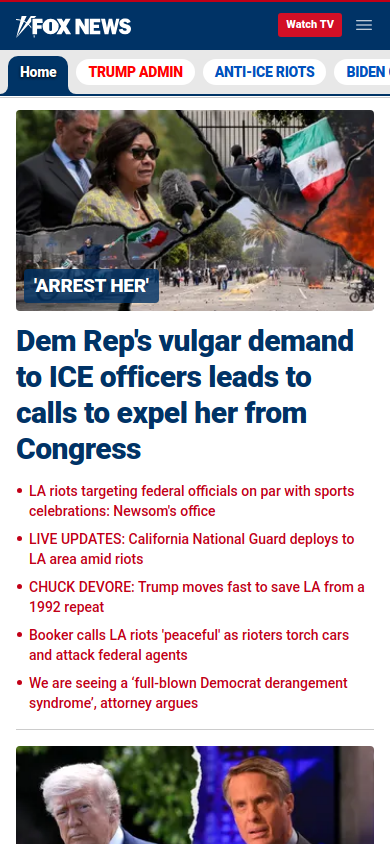 FOX NEWS
Watch TV
Home
TRUMP ADMIN
ANTI-ICE RIOTS
BIDEN
'ARREST HER'
Dem Rep's vulgar demand
to ICE officers leads to
calls to expel her from
Congress
• LA riots targeting federal officials on par with sports
celebrations: Newsom's office
• LIVE UPDATES: California National Guard deploys to
LA area amid riots
• CHUCK DEVORE: Trump moves fast to save LA from a
1992 repeat
• Booker calls LA riots 'peaceful' as rioters torch cars
and attack federal agents
• We are seeing a ‘full-blown Democrat derangement
syndrome’, attorney argues